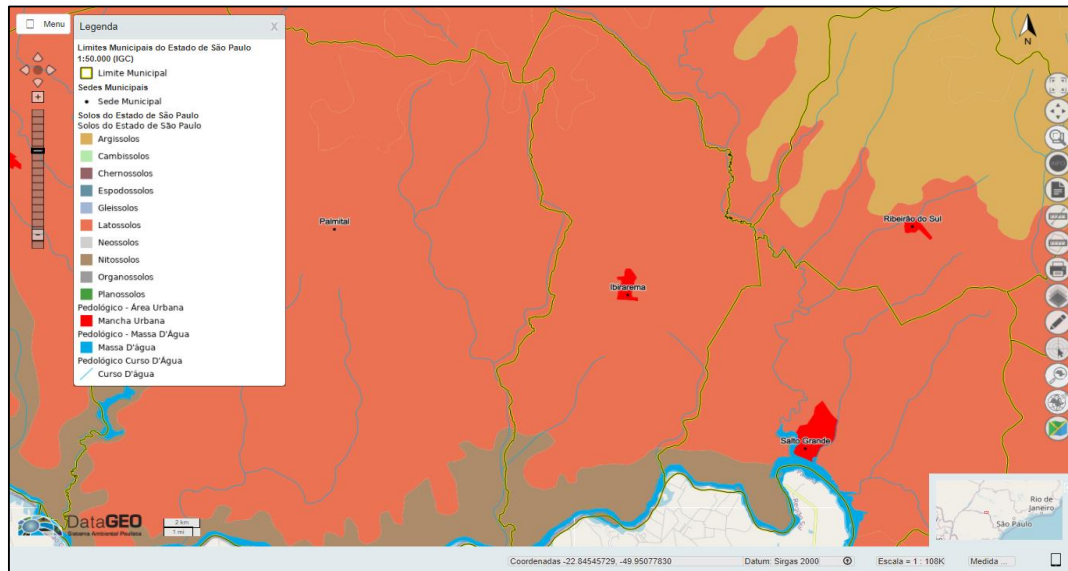 Menu
Legenda X
Limites Municipais do Estado de São Paulo
1:50.000 (IGC)
Limite Municipal
Sedes Municipais
Sede Municipal
Solos do Estado de São Paulo
Solos do Estado de São Paulo
Argissolos
Cambissolos
Chernossolos
Espodossolos
Gleissolos
Latossolos
Neossolos
Nitossolos
Organossolos
Planossolos
Pedológico - Área Urbana
Mancha Urbana
Pedológico - Massa D'Água
Massa D'água
Pedológico Curso D'Água
Curso D'água
N
INFO
Palmital
Ribeirão do Sul
Ibirarema
Salto Grande
DataGEO
Sistema Ambiental Paulista
2 km
1 mi
Rio de
Janeiro
São Paulo
Coordenadas -22.84545729, -49.95077830 Datum: Sirgas 2000 Escala = 1 : 108K Medida ...